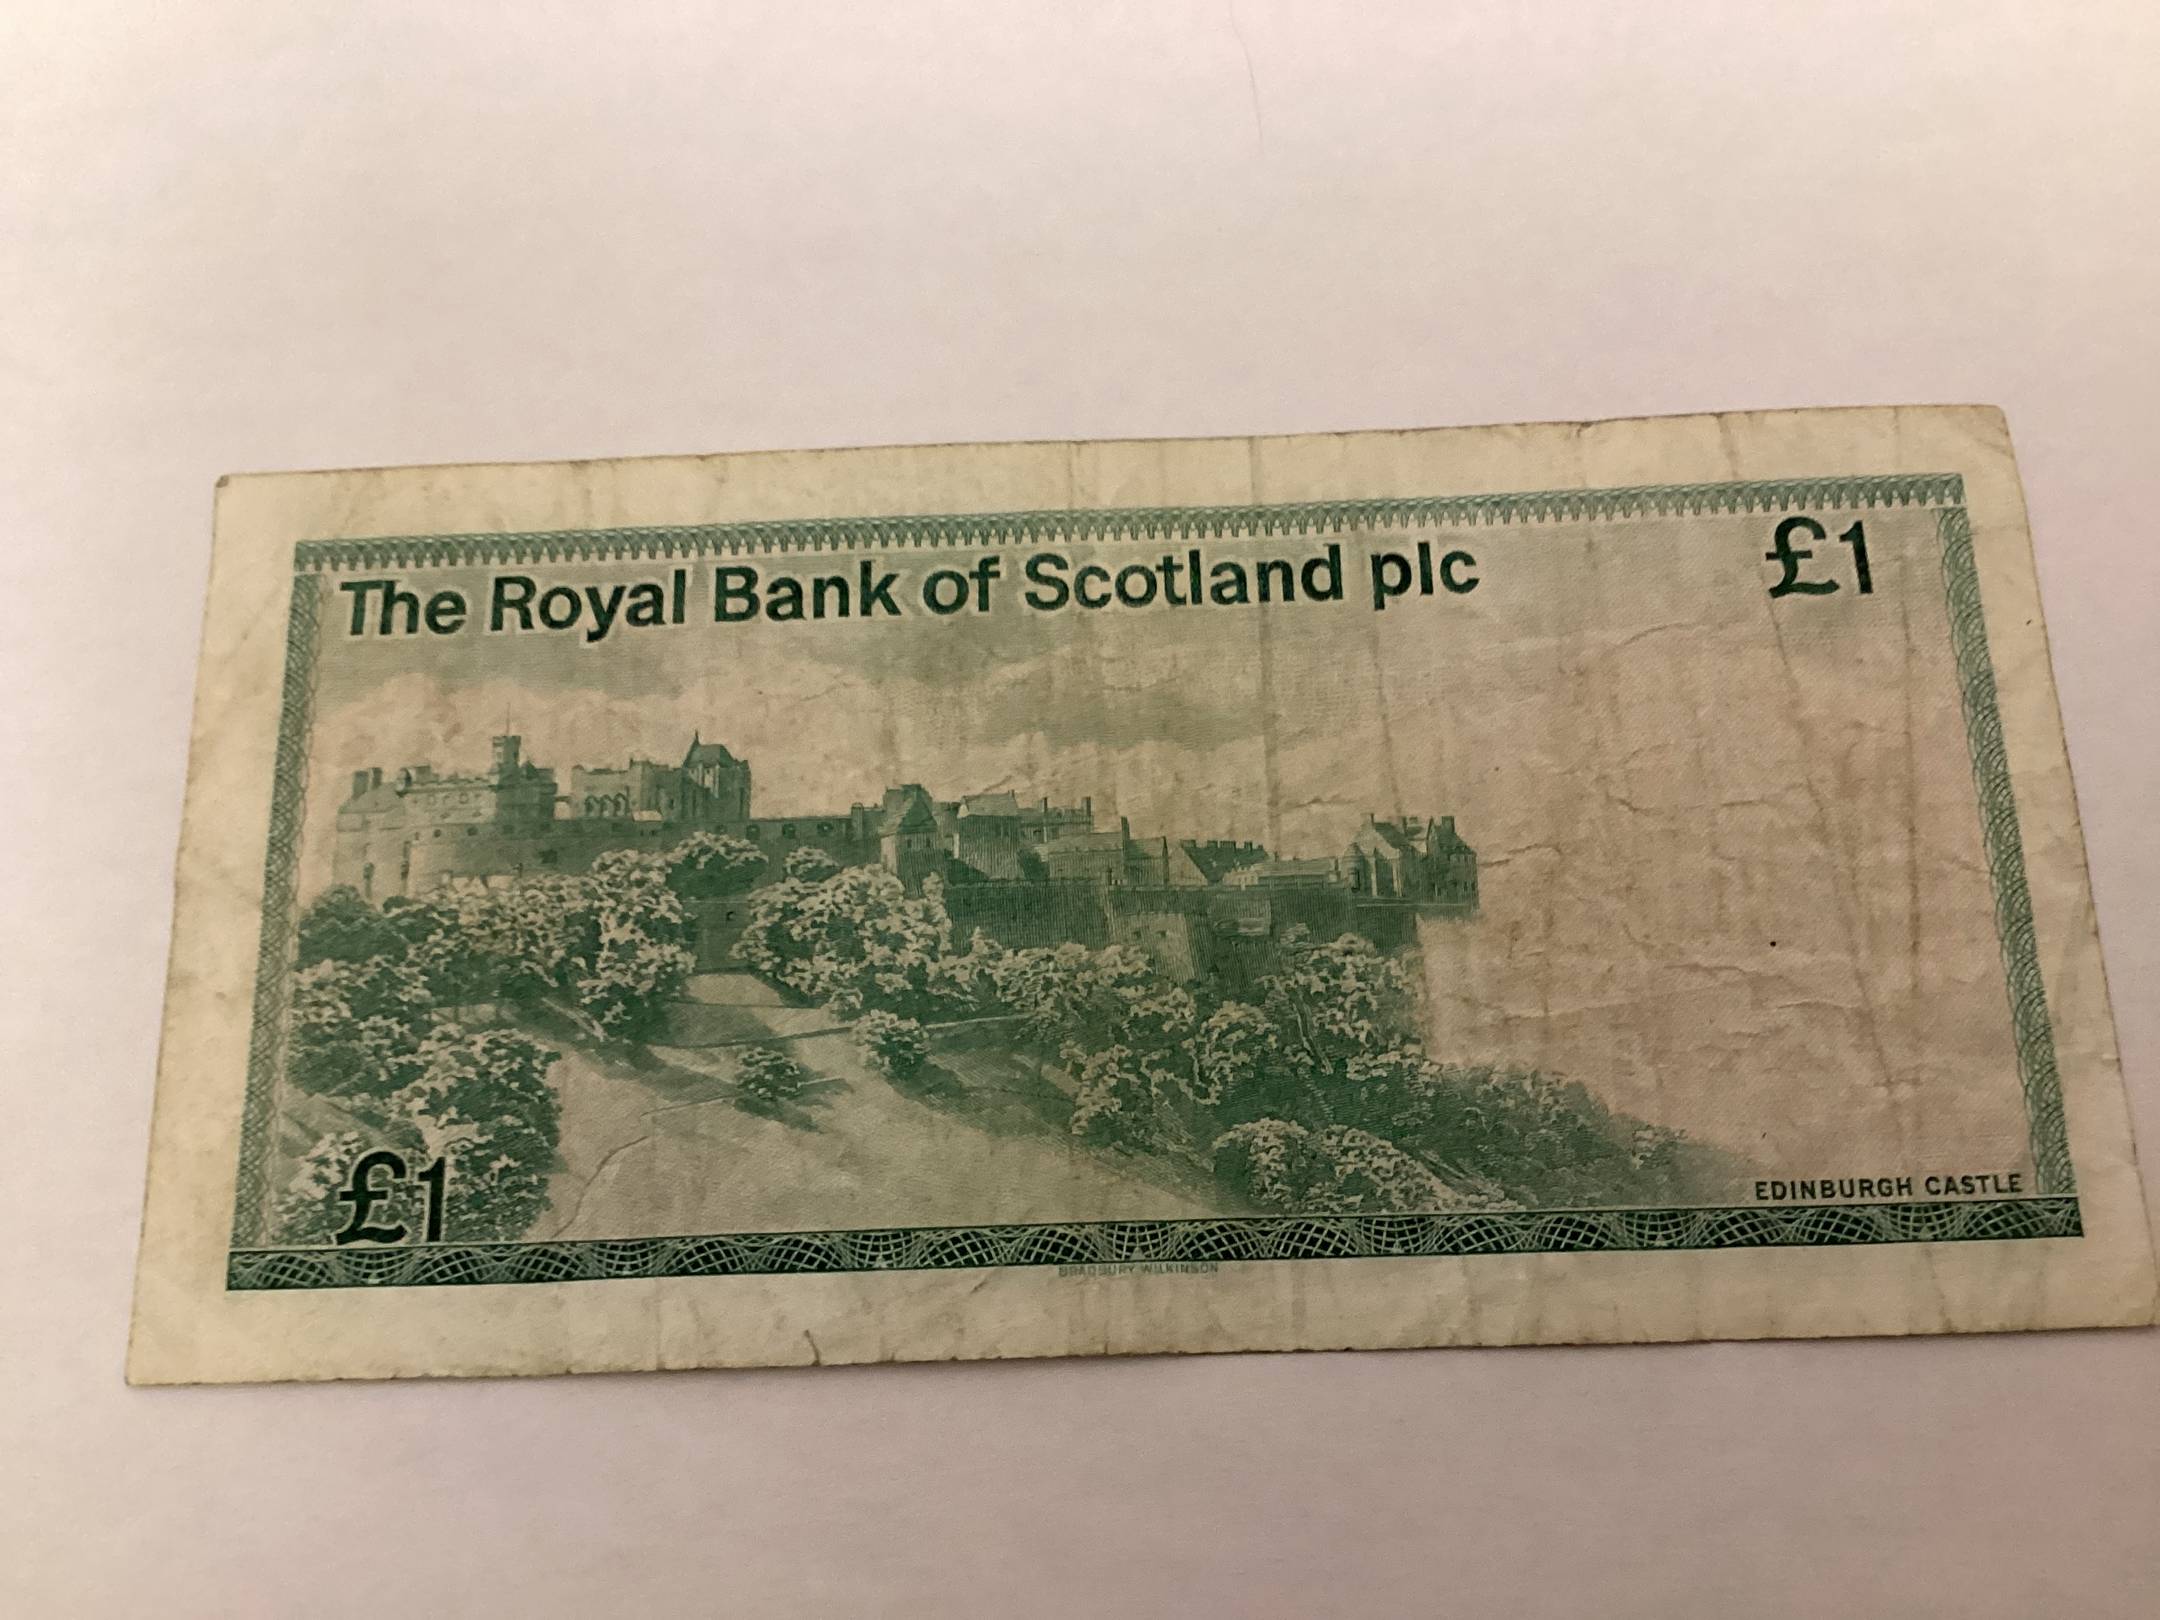 The Royal Bank of Scotland plc
£1
£1
EDINBURGH CASTLE
BRADBURY WILKINSON